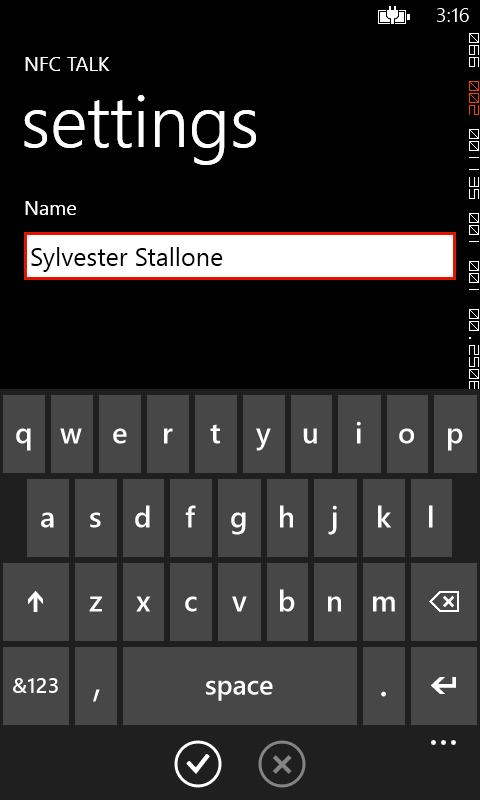 3:16
NFC TALK
settings
Name
Sylvester Stallone
q w e r t y u i o p
a s d f g h j k l
z x c v b n m
&123 , space .